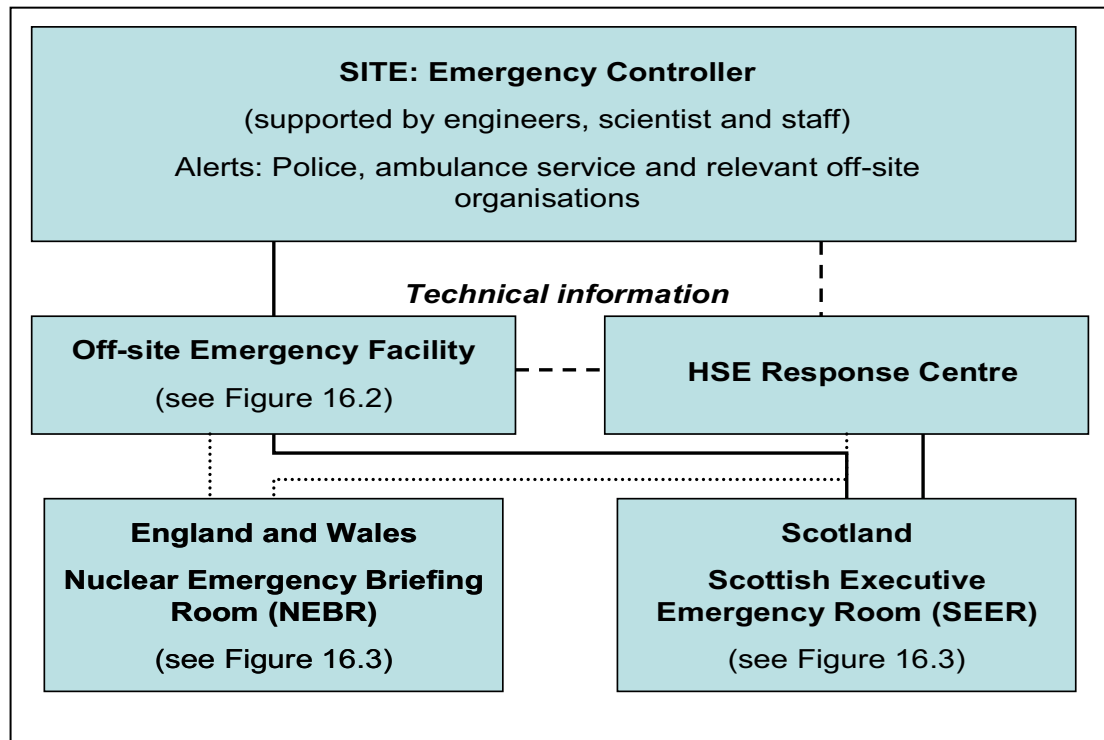 SITE: Emergency Controller
(supported by engineers, scientist and staff)
Alerts: Police, ambulance service and relevant off-site
organisations
Technical information
Off-site Emergency Facility
(see Figure 16.2)
HSE Response Centre
England and Wales
Nuclear Emergency Briefing
Room (NEBR)
(see Figure 16.3)
Scotland
Scottish Executive
Emergency Room (SEER)
(see Figure 16.3)